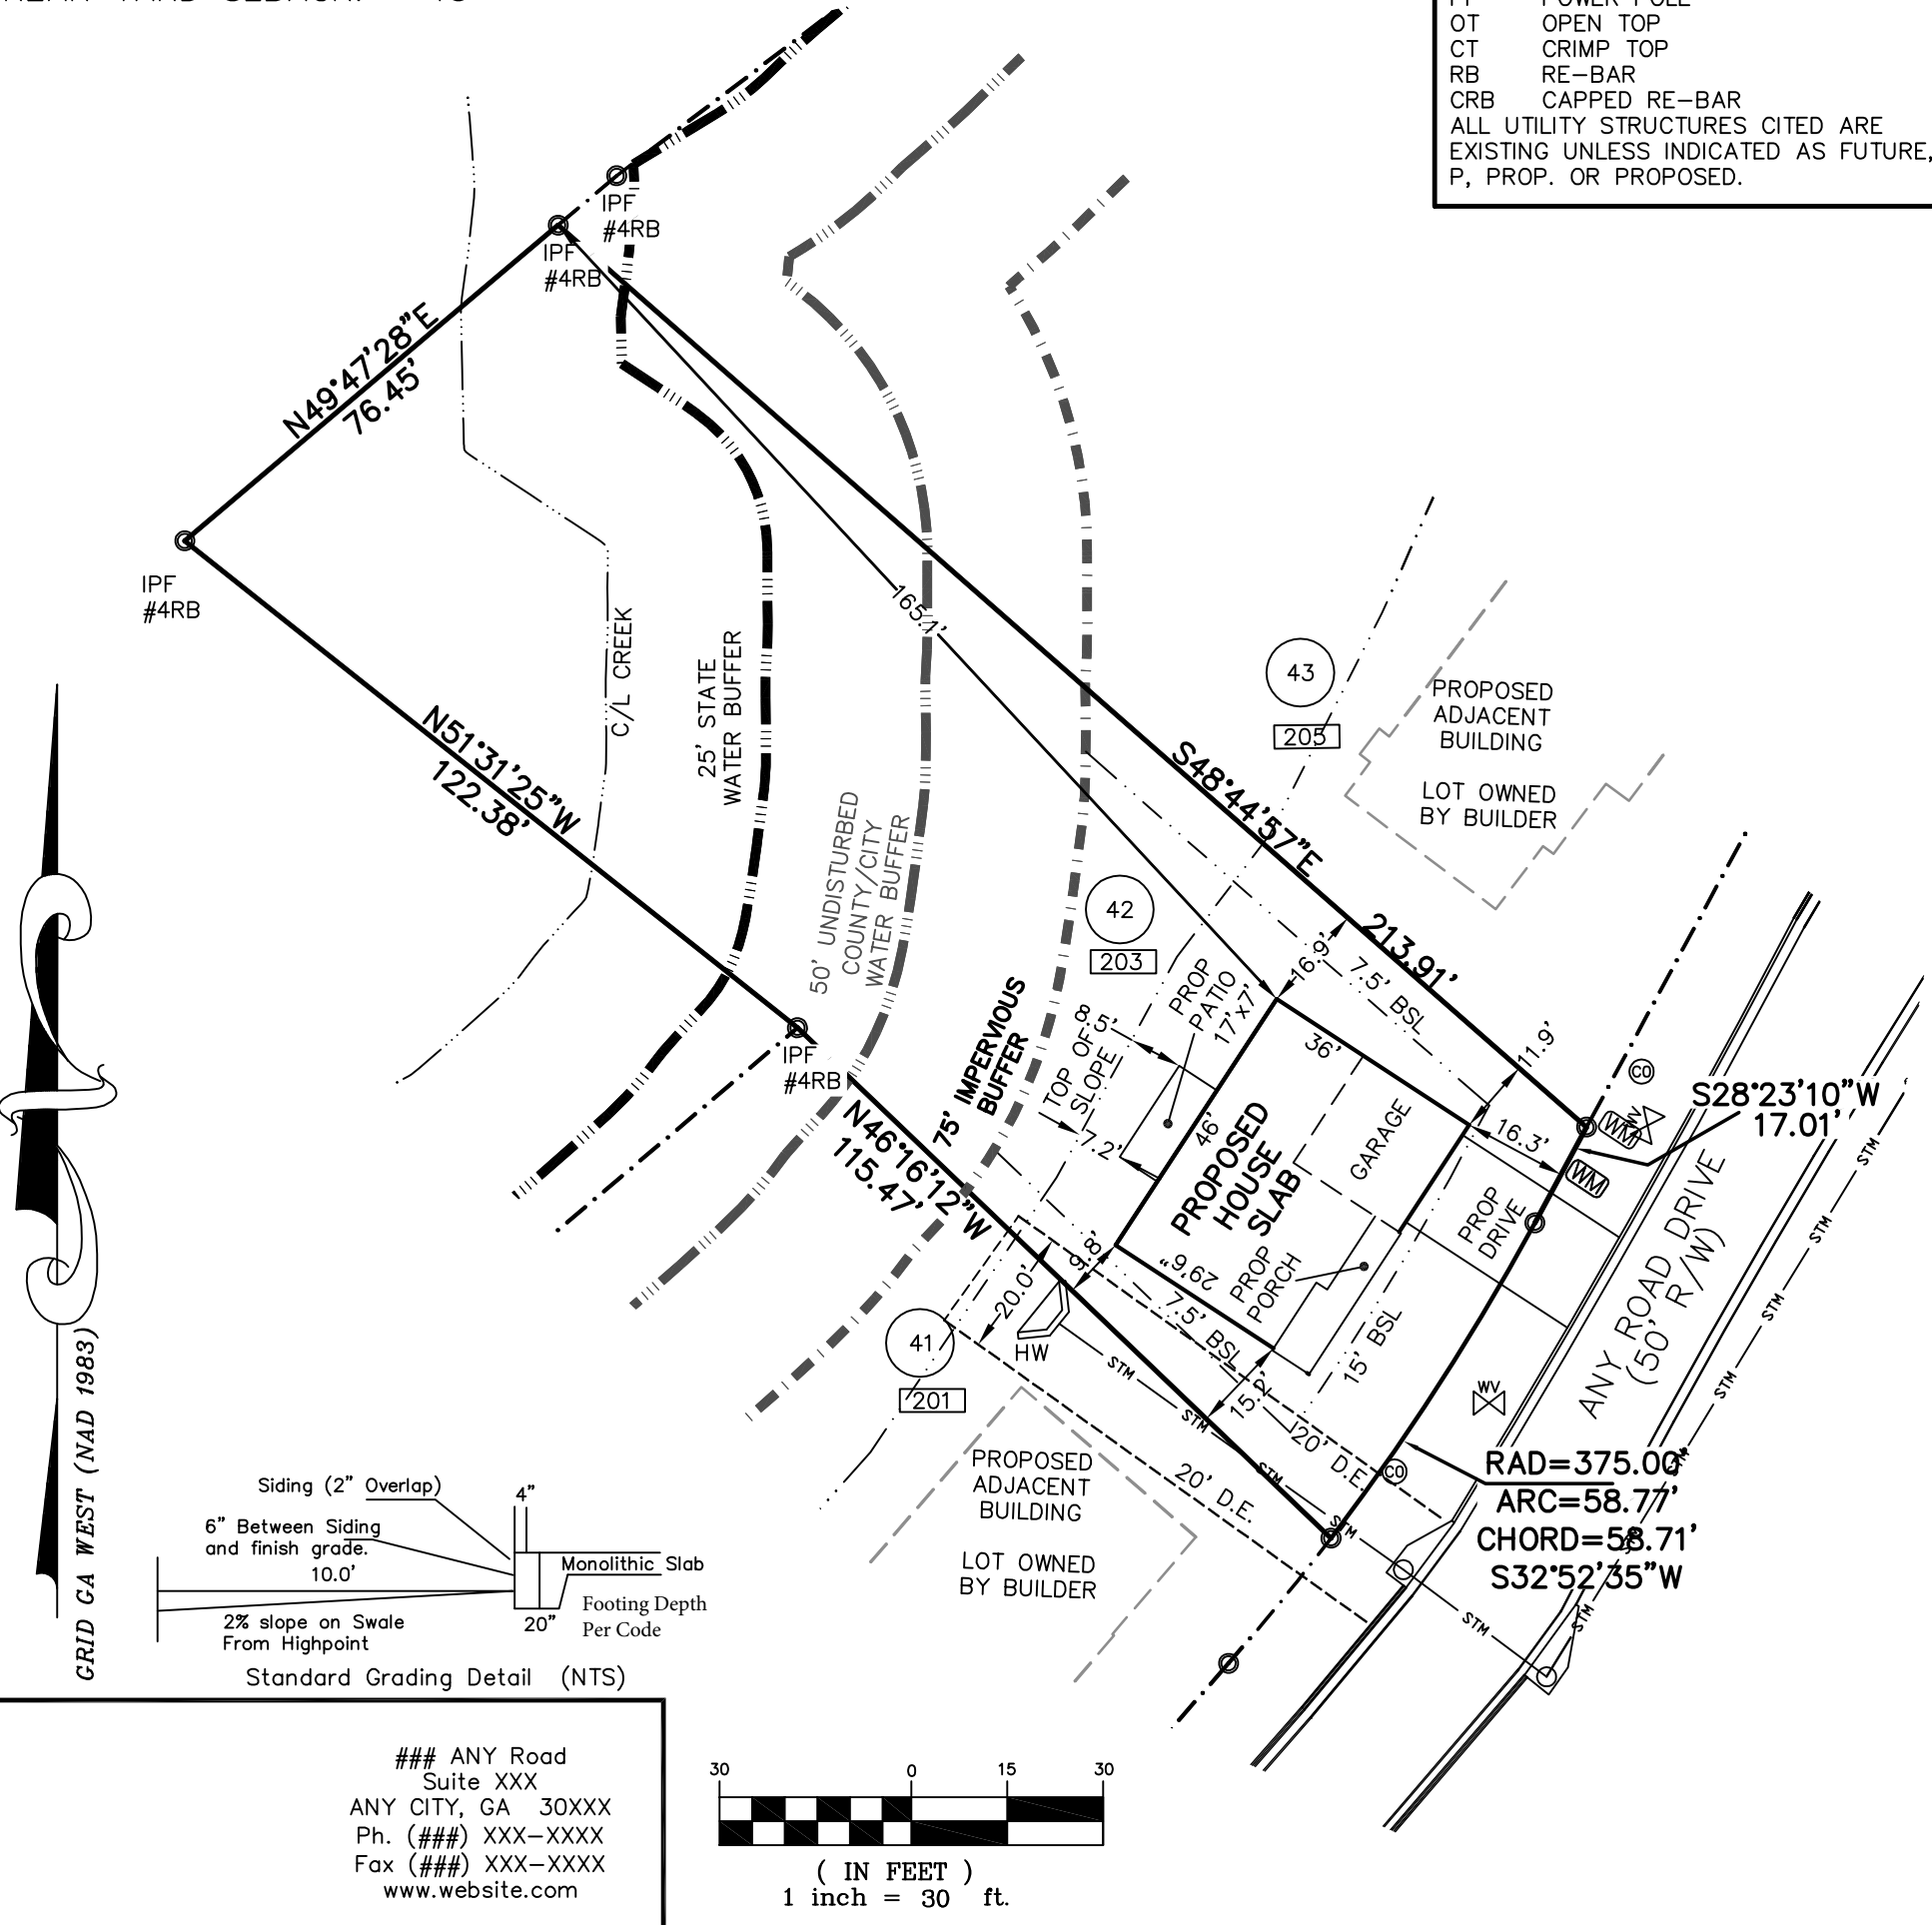 OT OPEN TOP
CT CRIMP TOP
RB RE-BAR
CRB CAPPED RE-BAR
ALL UTILITY STRUCTURES CITED ARE
EXISTING UNLESS INDICATED AS FUTURE,
P, PROP. OR PROPOSED.
IPF
#4RB
IPF
#4RB
N49°47'28"E
76.45'
IPF
#4RB
165.1'
C/L CREEK
25' STATE
WATER BUFFER
N51°31'25"W
122.38'
50' UNDISTURBED
COUNTY/CITY
WATER BUFFER
43
205
PROPOSED
ADJACENT
BUILDING
LOT OWNED
BY BUILDER
S48°44'57"E
213.91'
42
203
16.9'
7.5' BSL
11.9'
PROP
PATIO
17'x7'
8.5'
TOP OF
SLOPE
7.2'
75' IMPERVIOUS
BUFFER
IPF
#4RB
N46°16'12"W
115.47'
36'
46'
PROPOSED
HOUSE
SLAB
GARAGE
29'6"
PROP
PORCH
PROP
DRIVE
16.3'
CO
WV
WMP
WM
S28°23'10"W
17.01'
ANY ROAD DRIVE
(50' R/W)
STM
STM
STM
STM
STM
STM
STM
9.8'
20.0'
7.5' BSL
15' BSL
15.2'
HW
41
201
STM
STM
STM
STM
STM
STM
20' D.E.
20' D.E.
CO
WV
RAD=375.00'
ARC=58.77'
CHORD=58.71'
S32°52'35"W
PROPOSED
ADJACENT
BUILDING
LOT OWNED
BY BUILDER
GRID GA WEST (NAD 1983)
Siding (2" Overlap)
4"
6" Between Siding
and finish grade.
10.0'
Monolithic Slab
2% slope on Swale
From Highpoint
20"
Footing Depth
Per Code
Standard Grading Detail (NTS)
### ANY Road
Suite XXX
ANY CITY, GA 30XXX
Ph. (###) XXX-XXXX
Fax (###) XXX-XXXX
www.website.com
30 0 15 30
( IN FEET )
1 inch = 30 ft.